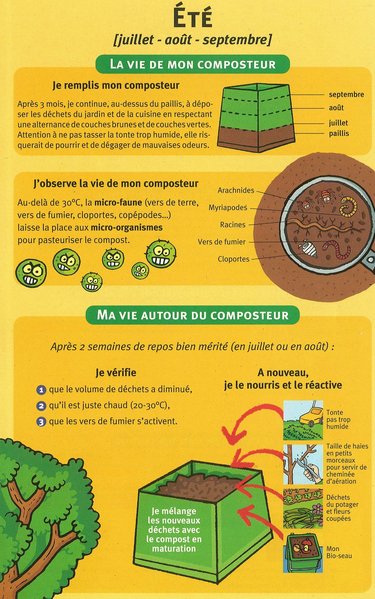 Été
[juillet - août - septembre]
La vie de mon composteur
Je remplis mon composteur
Après 3 mois, je continue, au-dessus du paillis, à dépo-
ser les déchets du jardin et de la cuisine en respectant
une alternance de couches brunes et de couches vertes.
Attention à ne pas tasser la tonte trop humide, elle ris-
querait de pourrir et de dégager de mauvaises odeurs.
septembre
août
juillet
paillis
J'observe la vie de mon composteur
Au-delà de 30°C, la micro-faune (vers de terre,
vers de fumier, cloportes, copépodes...)
laisse la place aux micro-organismes
pour pasteuriser le compost.
Arachnides
Myriapodes
Racines
Vers de fumier
Cloportes
Ma vie autour du composteur
Après 2 semaines de repos bien mérité (en juillet ou en août) :
Je vérifie
1 que le volume de déchets a diminué,
2 qu'il est juste chaud (20-30°C),
3 que les vers de fumier s'activent.
A nouveau,
je le nourris et le réactive
Tonte
pas trop
humide
Taille de haies
en petits
morceaux
pour servir de
cheminée
d'aération
Déchets
du potager
et fleurs
coupées
Mon
Bio-seau
Je mélange
les nouveaux
déchets avec
le compost en
maturation